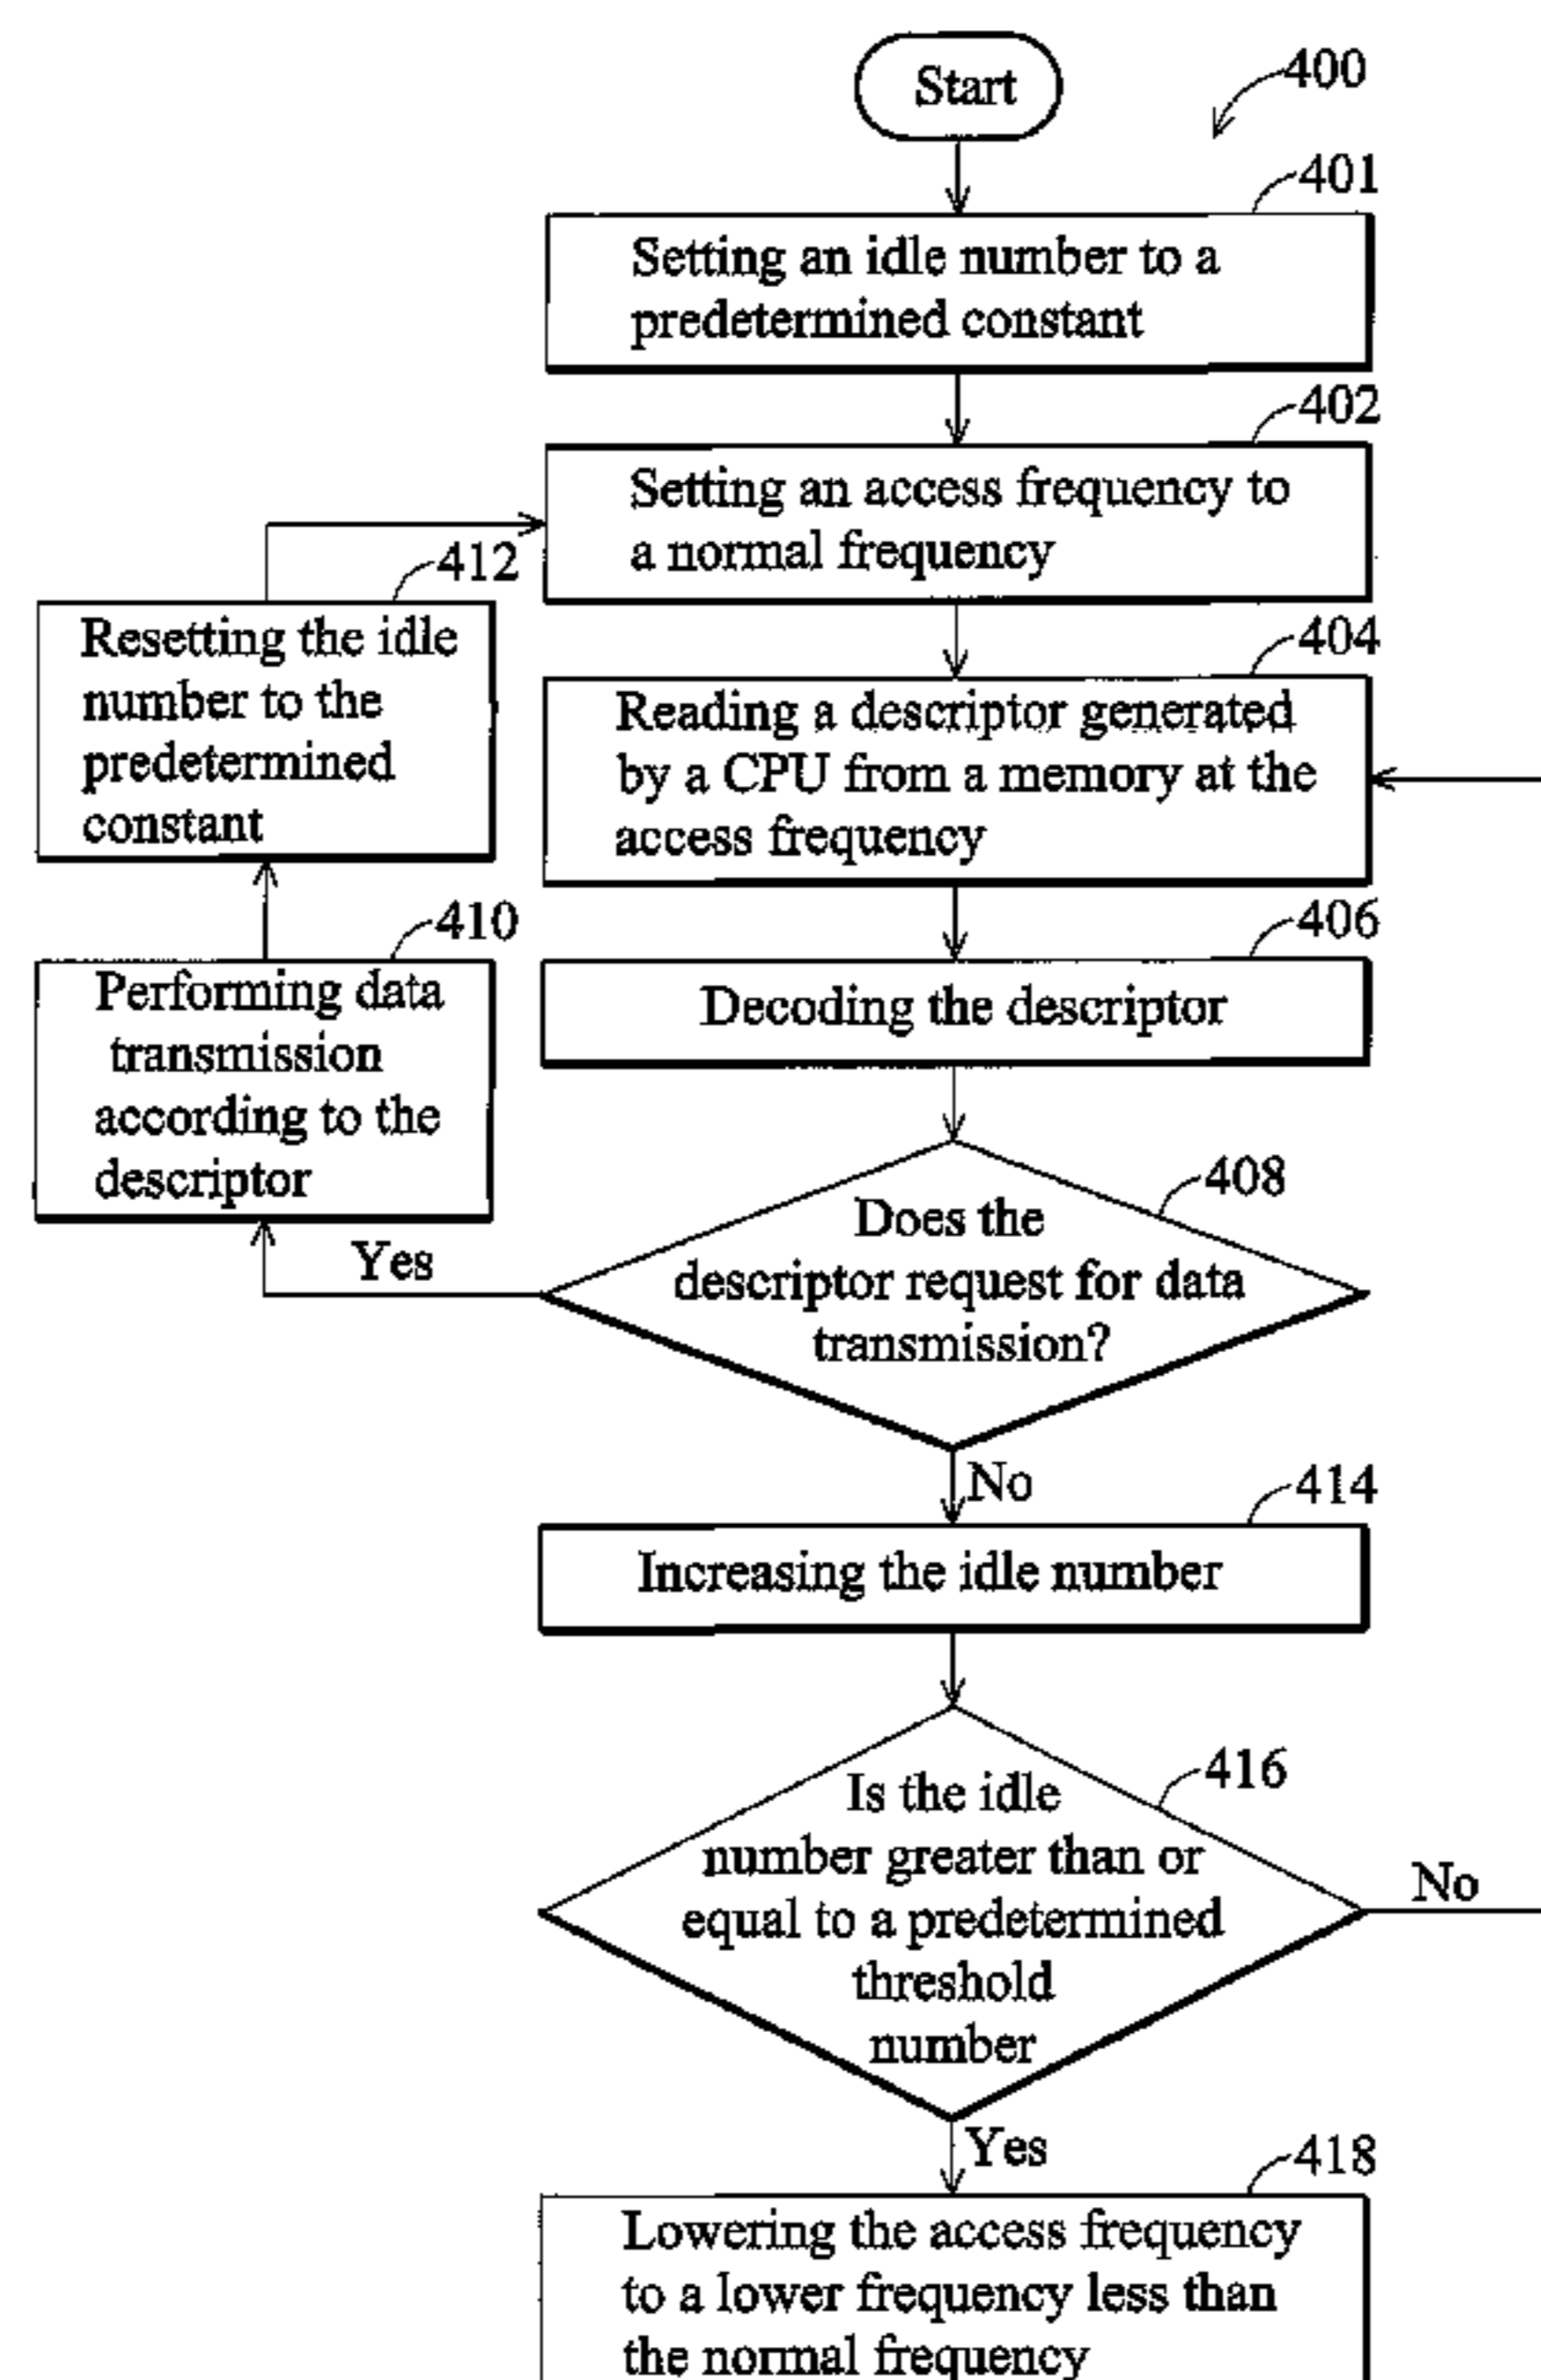 Start
400
401
Setting an idle number to a
predetermined constant
402
Setting an access frequency to
a normal frequency
412
Resetting the idle
number to the
predetermined
constant
404
Reading a descriptor generated
by a CPU from a memory at the
access frequency
410
Performing data
transmission
according to the
descriptor
406
Decoding the descriptor
408
Does the
descriptor request for data
transmission?
Yes
No
414
Increasing the idle number
416
Is the idle
number greater than or
equal to a predetermined
threshold
number
No
Yes
418
Lowering the access frequency
to a lower frequency less than
the normal frequency